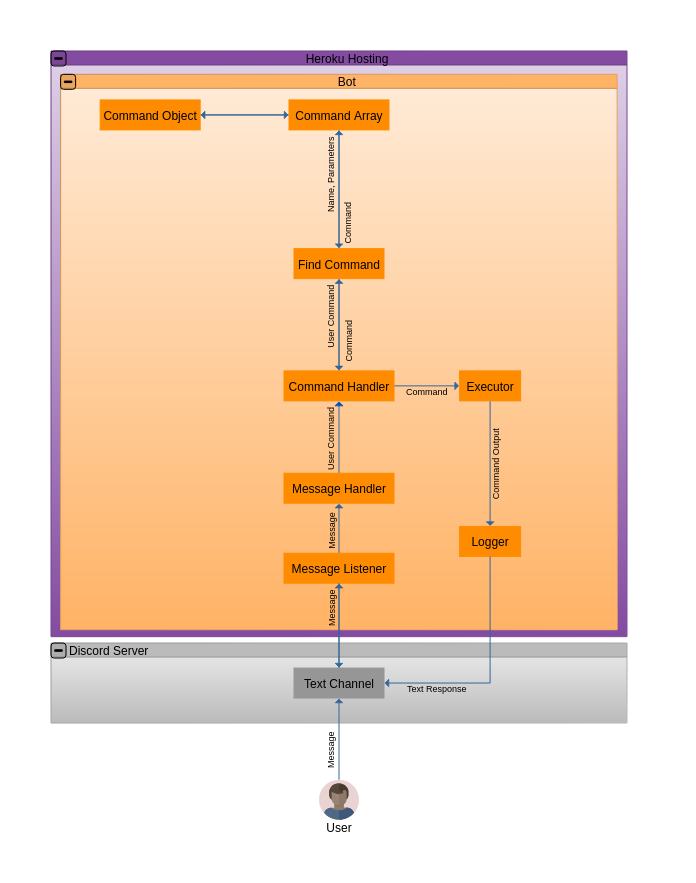 Heroku Hosting
Bot
Command Object
Command Array
Name, Parameters
Command
Find Command
User Command
Command
Command Handler
Command
Executor
User Command
Command Output
Message Handler
Message
Logger
Message Listener
Message
Discord Server
Text Channel
Text Response
Message
User